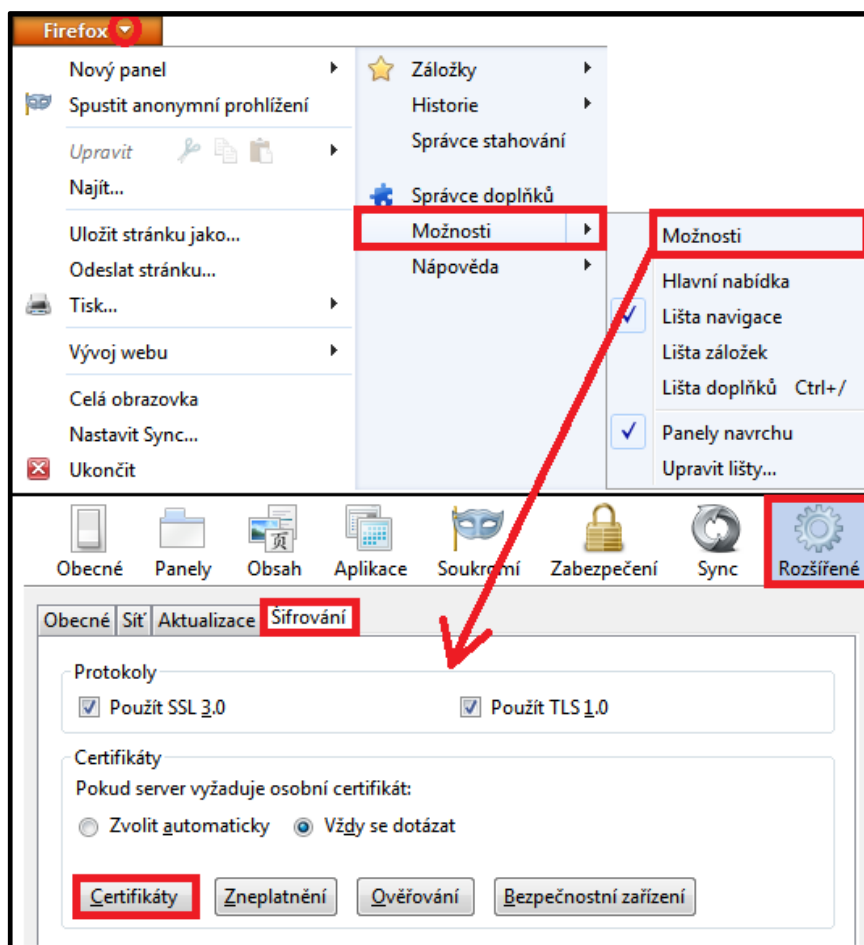 Firefox
Nový panel
Spustit anonymní prohlížení
Upravit
Najít...
Uložit stránku jako...
Odeslat stránku...
Tisk...
Vývoj webu
Celá obrazovka
Nastavit Sync...
Ukončit
Záložky
Historie
Správce stahování
Správce doplňků
Možnosti
Nápověda
Možnosti
Hlavní nabídka
Lišta navigace
Lišta záložek
Lišta doplňků Ctrl+/
Panely navrchu
Upravit lišty...
页
Obecné Panely Obsah Aplikace Soukromí Zabezpečení Sync Rozšířené
Obecné Síť Aktualizace Šifrování
Protokoly
Použít SSL 3.0 Použít TLS 1.0
Certifikáty
Pokud server vyžaduje osobní certifikát:
Zvolit automaticky Vždy se dotázat
Certifikáty Zneplatnění Ověřování Bezpečnostní zařízení